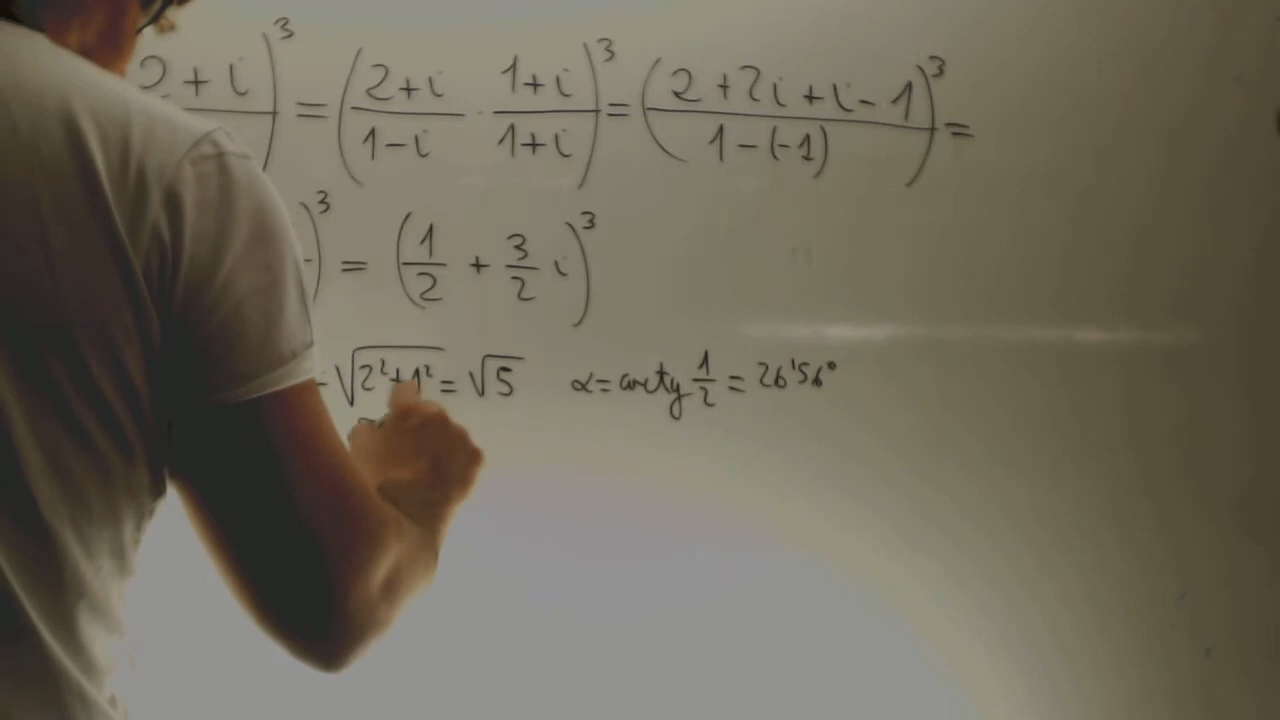 2 + i)³ = (2+i/1-i · 1+i/1+i)³ = (2 + 2i + i - 1/1 - (-1))³ =
)³ = (1/2 + 3/2 i)³
√2²+1² = √5 α = arctg 1/2 = 26'56°